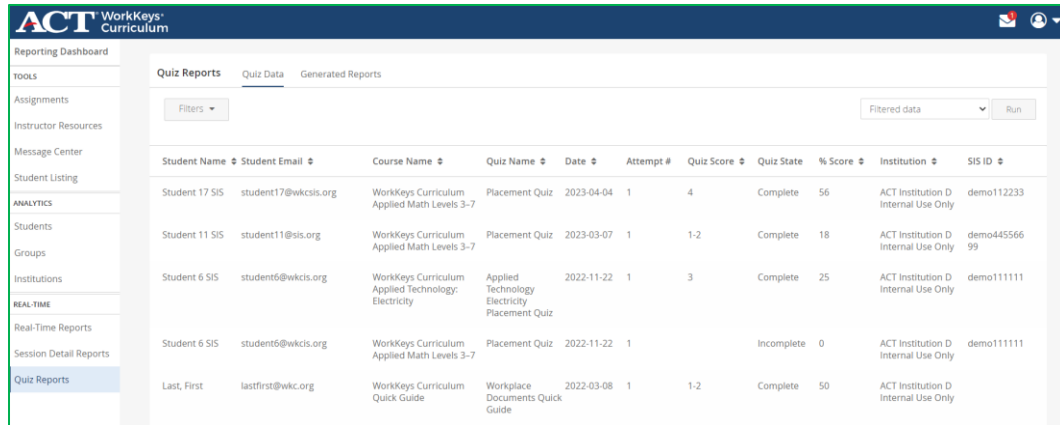 ACT WorkKeys®
Curriculum
1
Reporting Dashboard
TOOLS
Assignments
Instructor Resources
Message Center
Student Listing
ANALYTICS
Students
Groups
Institutions
REAL-TIME
Real-Time Reports
Session Detail Reports
Quiz Reports
Quiz Reports Quiz Data Generated Reports
Filters Filtered data Run
Student Name Student Email Course Name Quiz Name Date Attempt # Quiz Score Quiz State % Score Institution SIS ID
Student 17 SIS student17@wkcsis.org WorkKeys Curriculum Placement Quiz 2023-04-04 1 4 Complete 56 ACT Institution D demo112233
Applied Math Levels 3–7 Internal Use Only
Student 11 SIS student11@sis.org WorkKeys Curriculum Placement Quiz 2023-03-07 1 1-2 Complete 18 ACT Institution D demo445566
Applied Math Levels 3–7 Internal Use Only 99
Student 6 SIS student6@wkcis.org WorkKeys Curriculum Applied 2022-11-22 1 3 Complete 25 ACT Institution D demo111111
Applied Technology: Technology Internal Use Only
Electricity Electricity
Placement Quiz
Student 6 SIS student6@wkcis.org WorkKeys Curriculum Placement Quiz 2022-11-22 1 Incomplete 0 ACT Institution D demo111111
Applied Math Levels 3–7 Internal Use Only
Last, First lastfirst@wkc.org WorkKeys Curriculum Workplace 2022-03-08 1 1-2 Complete 50 ACT Institution D
Quick Guide Documents Quick Internal Use Only
Guide